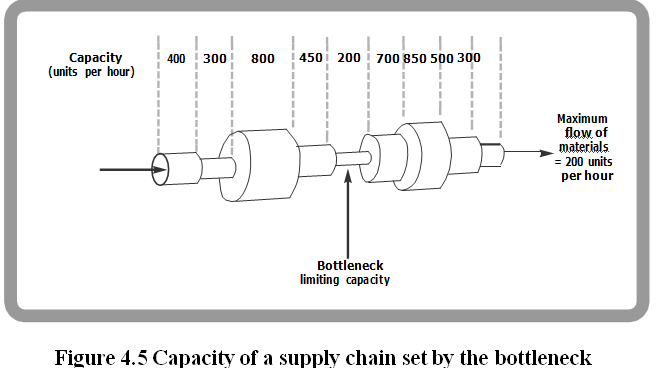 Capacity
(units per hour)
400 300 800 450 200 700 850 500 300
Maximum
flow of
materials
= 200 units
per hour
Bottleneck
limiting capacity
Figure 4.5 Capacity of a supply chain set by the bottleneck